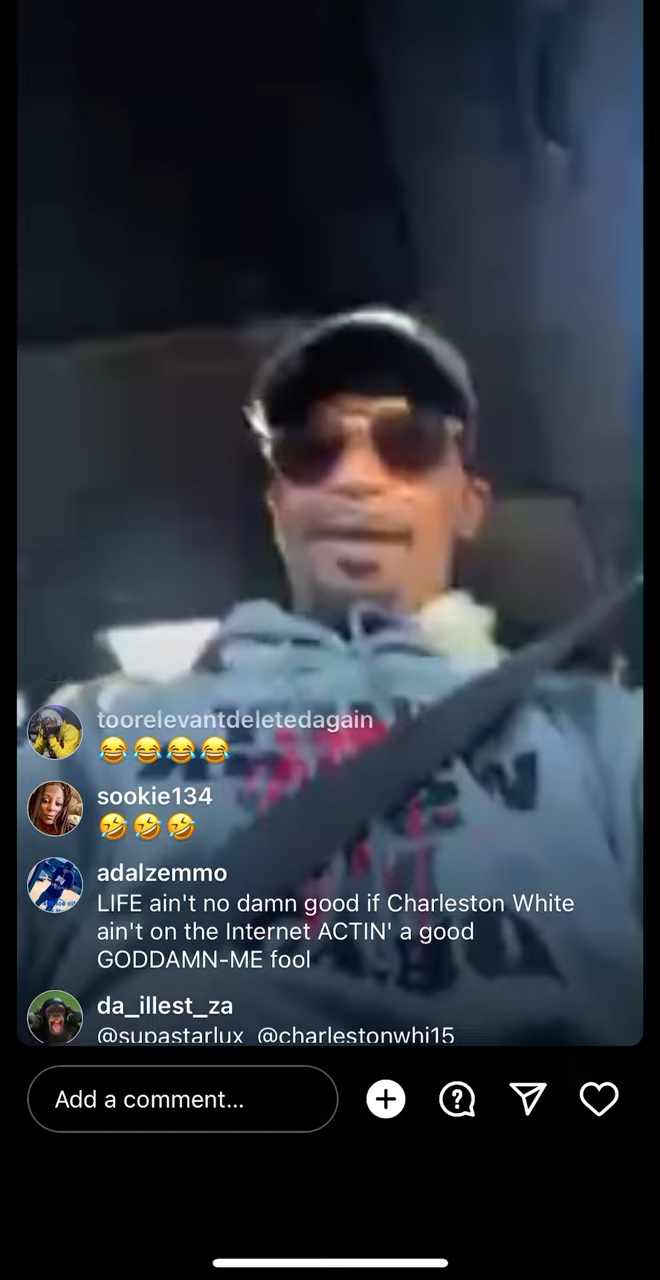 toorelevantdeletedagain
😂😂😂😂
sookie134
🤣🤣🤣
adalzemmo
LIFE ain't no damn good if Charleston White
ain't on the Internet ACTIN' a good
GODDAMN-ME fool
da_illest_za
@supastarlux @charlestonwhi15
Add a comment...